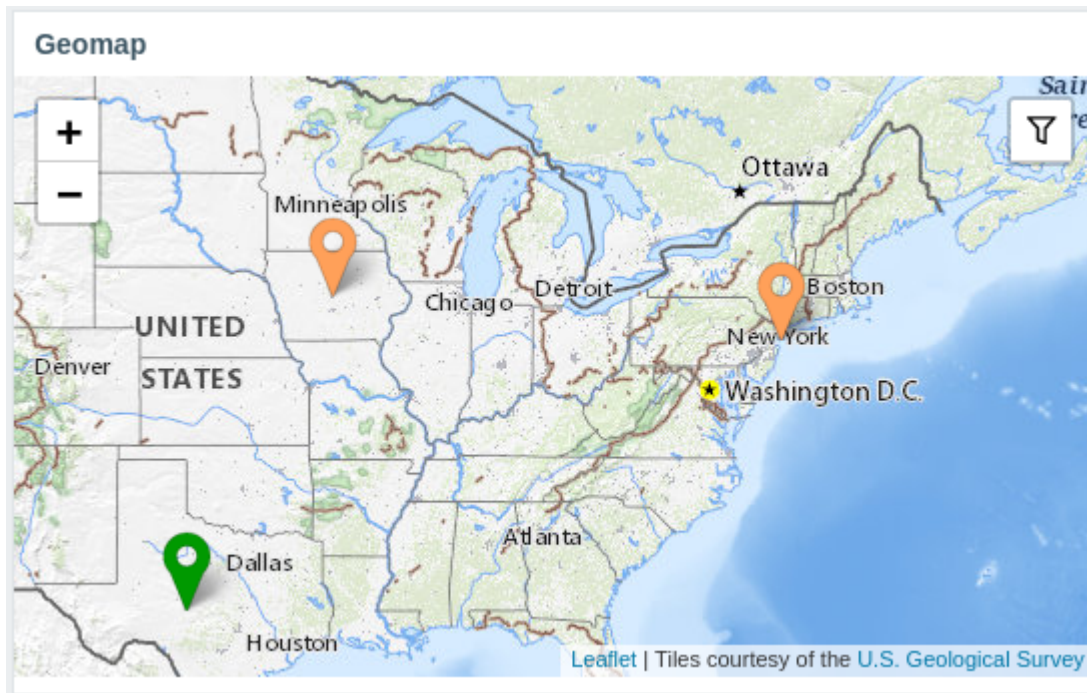 Geomap
+
−
Ottawa
Minneapolis
Boston
Detroit
Chicago
UNITED
New York
Denver
STATES
Washington D.C.
Atlanta
Dallas
Houston
Leaflet | Tiles courtesy of the U.S. Geological Survey